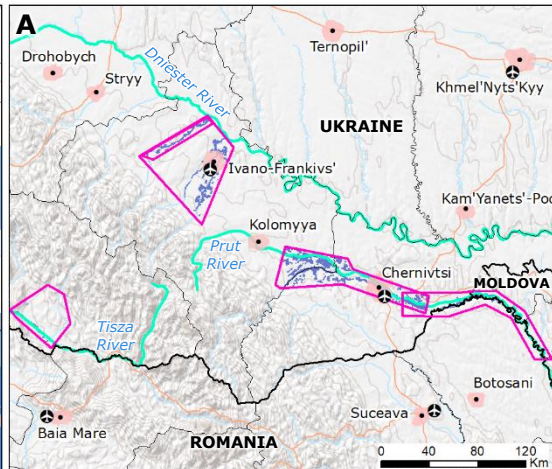 A
Ternopil'
Drohobych
Stryy
Khmel'Nyts'Kyy
Dniester River
UKRAINE
Ivano-Frankivs'
Kam'Yanets'-Pod
Kolomyya
Prut
River
Chernivtsi
MOLDOVA
Tisza
River
Botosani
Suceava
Baia Mare
ROMANIA
0 20 40 80 120
Km